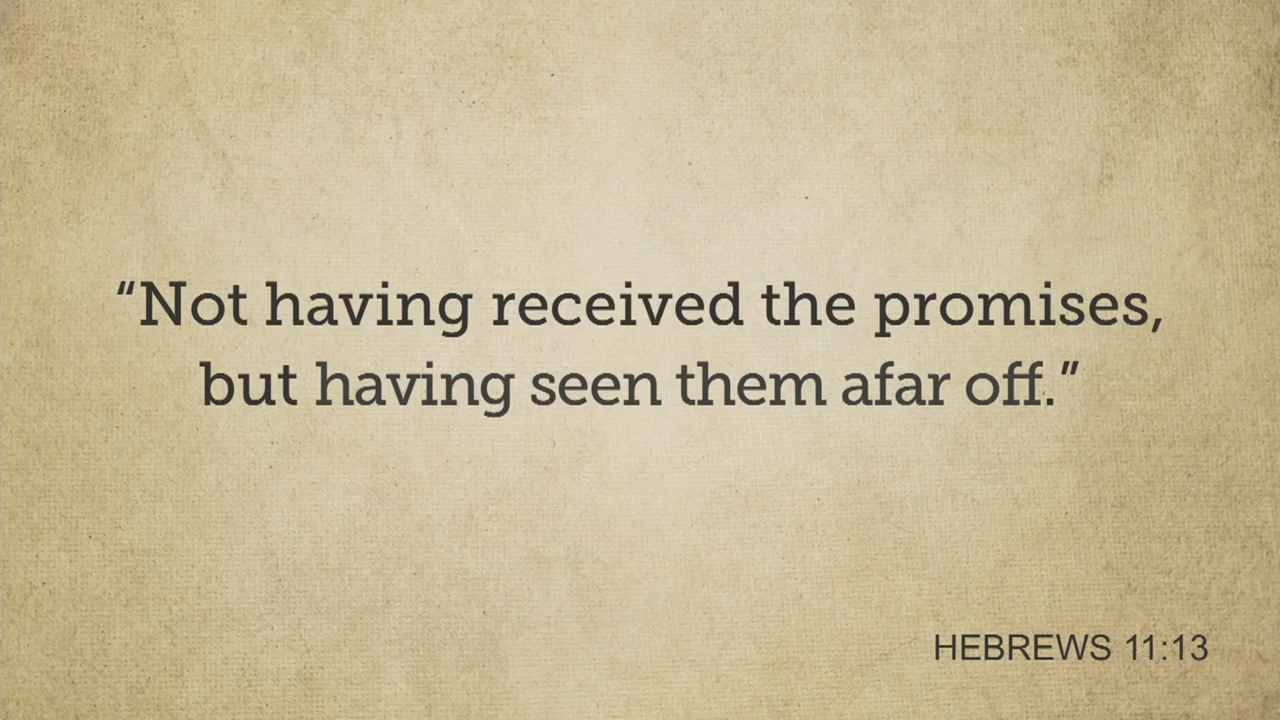 “Not having received the promises,
but having seen them afar off.”
HEBREWS 11:13